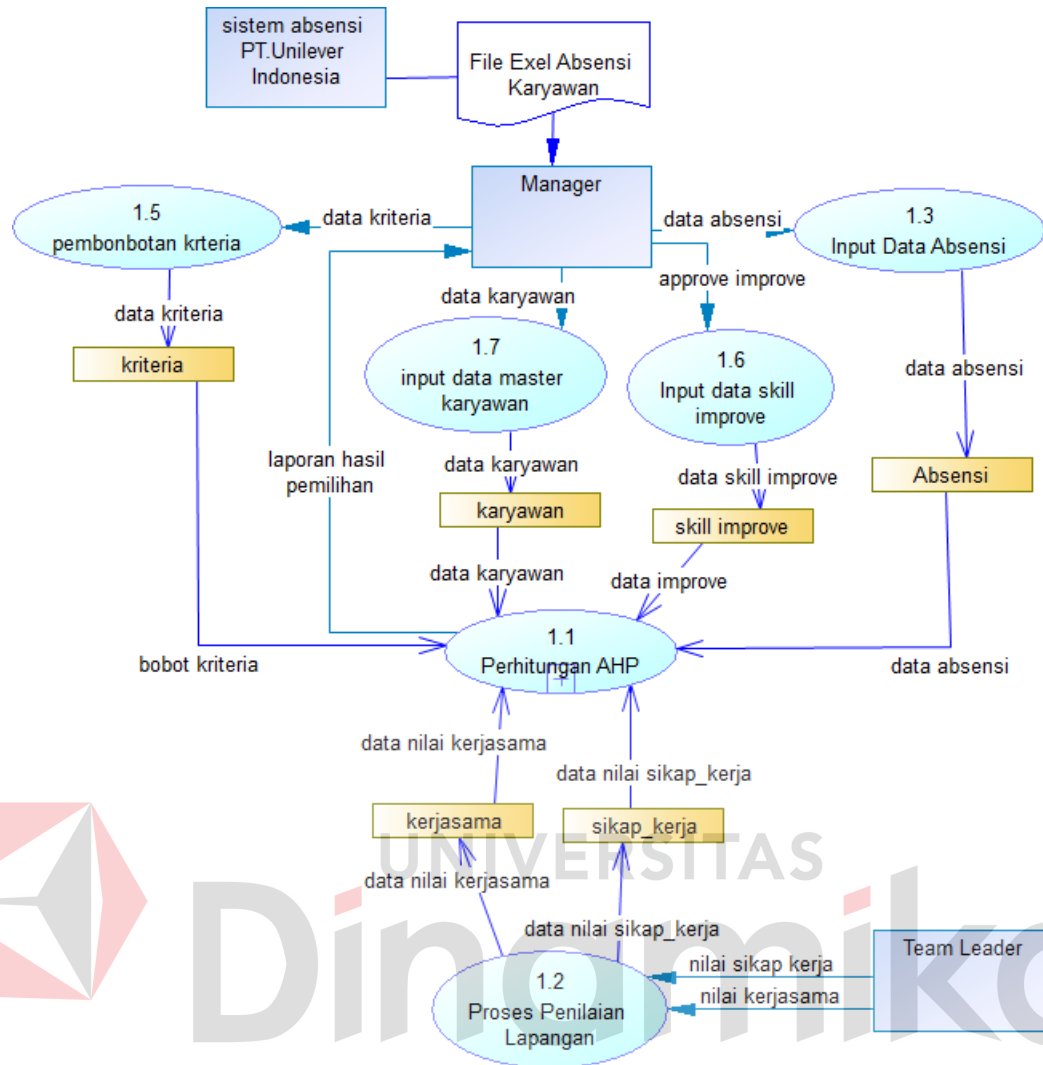 sistem absensi
PT.Unilever
Indonesia
File Exel Absensi
Karyawan
Manager
1.5
pembonbotan krteria
data kriteria
data absensi
1.3
Input Data Absensi
approve improve
data karyawan
data kriteria
kriteria
1.7
input data master
karyawan
1.6
Input data skill
improve
data absensi
laporan hasil
pemilihan
data karyawan
data skill improve
Absensi
karyawan
skill improve
data karyawan
data improve
1.1
Perhitungan AHP
bobot kriteria
data absensi
data nilai kerjasama
data nilai sikap_kerja
kerjasama
sikap_kerja
UNIVERSITAS
Dinamika
data nilai kerjasama
data nilai sikap_kerja
Team Leader
nilai sikap kerja
nilai kerjasama
1.2
Proses Penilaian
Lapangan